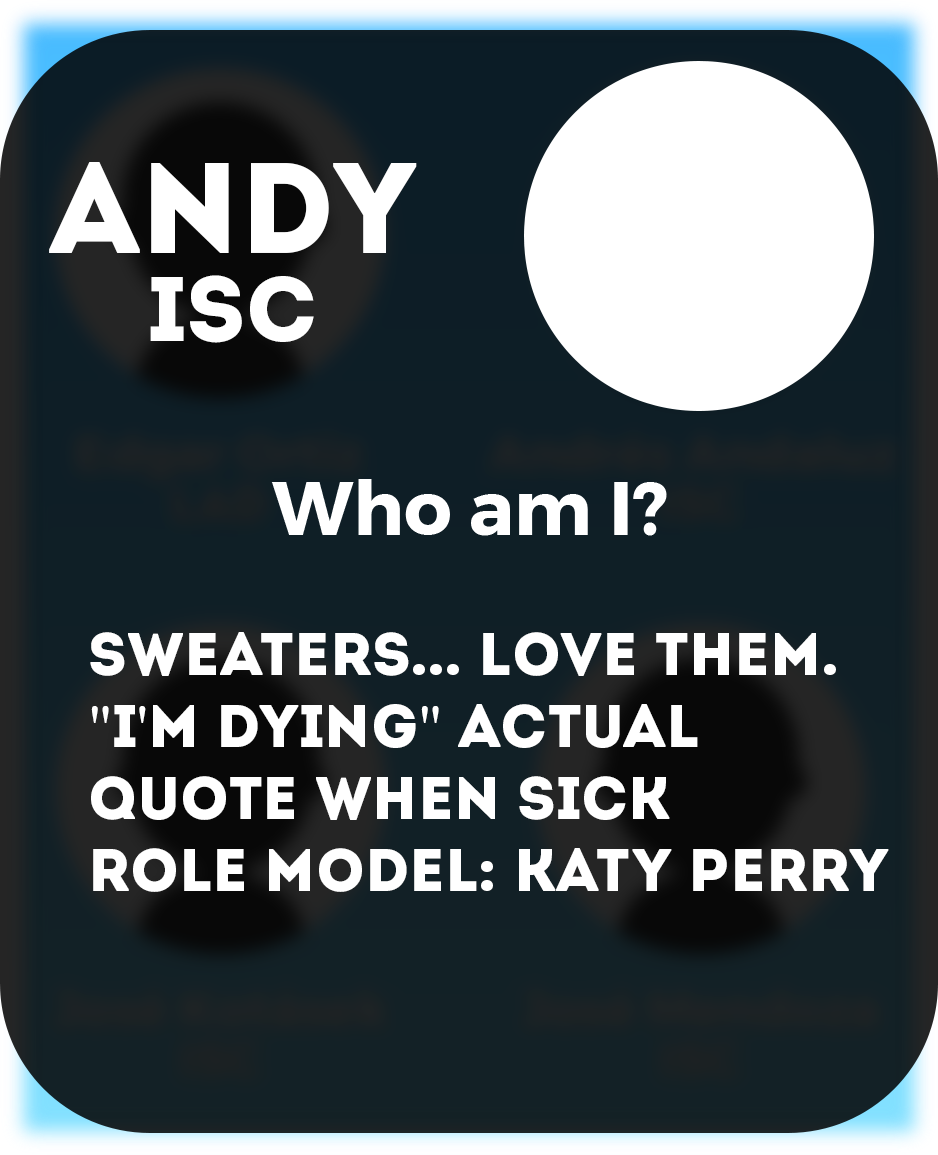 ANDY
ISC
Who am I?
SWEATERS... LOVE THEM.
"I'M DYING" ACTUAL
QUOTE WHEN SICK
ROLE MODEL: KATY PERRY